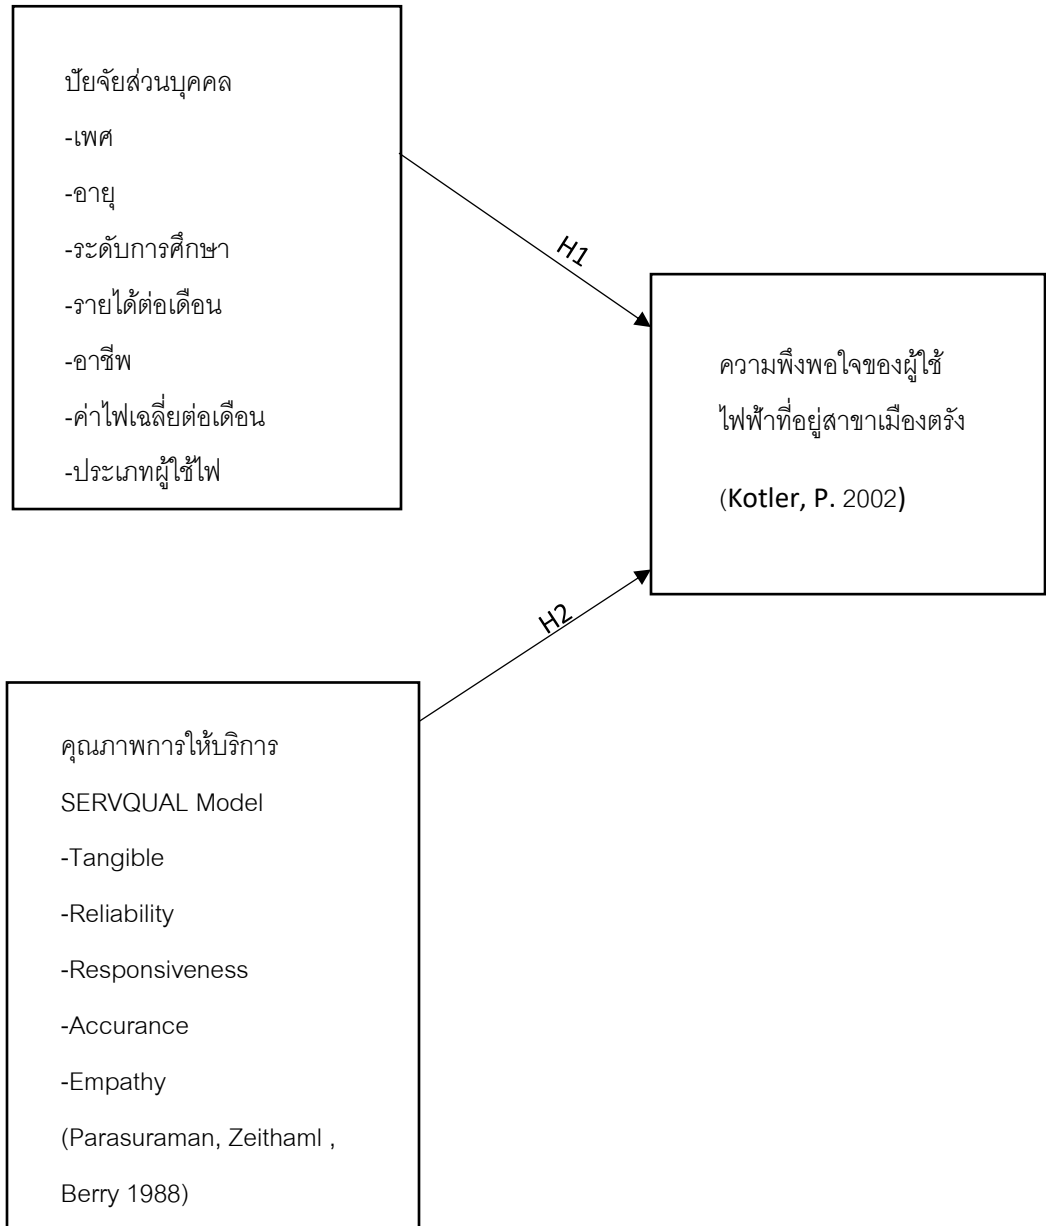 ปัยจัยส่วนบุคคล
-เพศ
-อายุ
-ระดับการศึกษา
-รายได้ต่อเดือน
-อาชีพ
-ค่าไฟเฉลี่ยต่อเดือน
-ประเภทผู้ใช้ไฟ
H1
ความพึงพอใจของผู้ใช้
ไฟฟ้าที่อยู่สาขาเมืองตรัง
(Kotler, P. 2002)
H2
คุณภาพการให้บริการ
SERVQUAL Model
-Tangible
-Reliability
-Responsiveness
-Accurance
-Empathy
(Parasuraman, Zeithaml ,
Berry 1988)